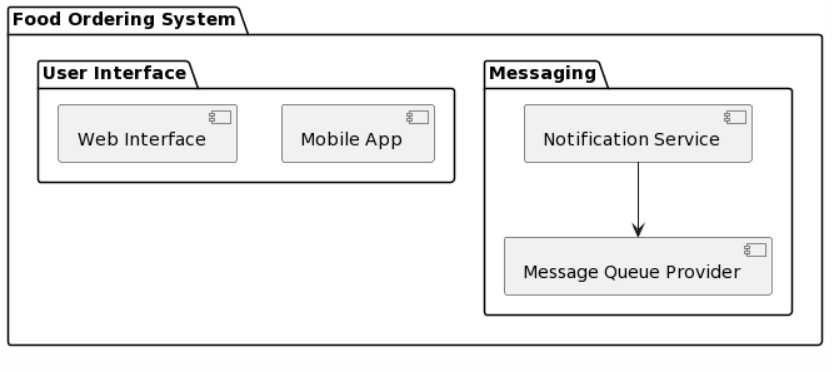 Food Ordering System
User Interface
Web Interface
Mobile App
Messaging
Notification Service
Message Queue Provider